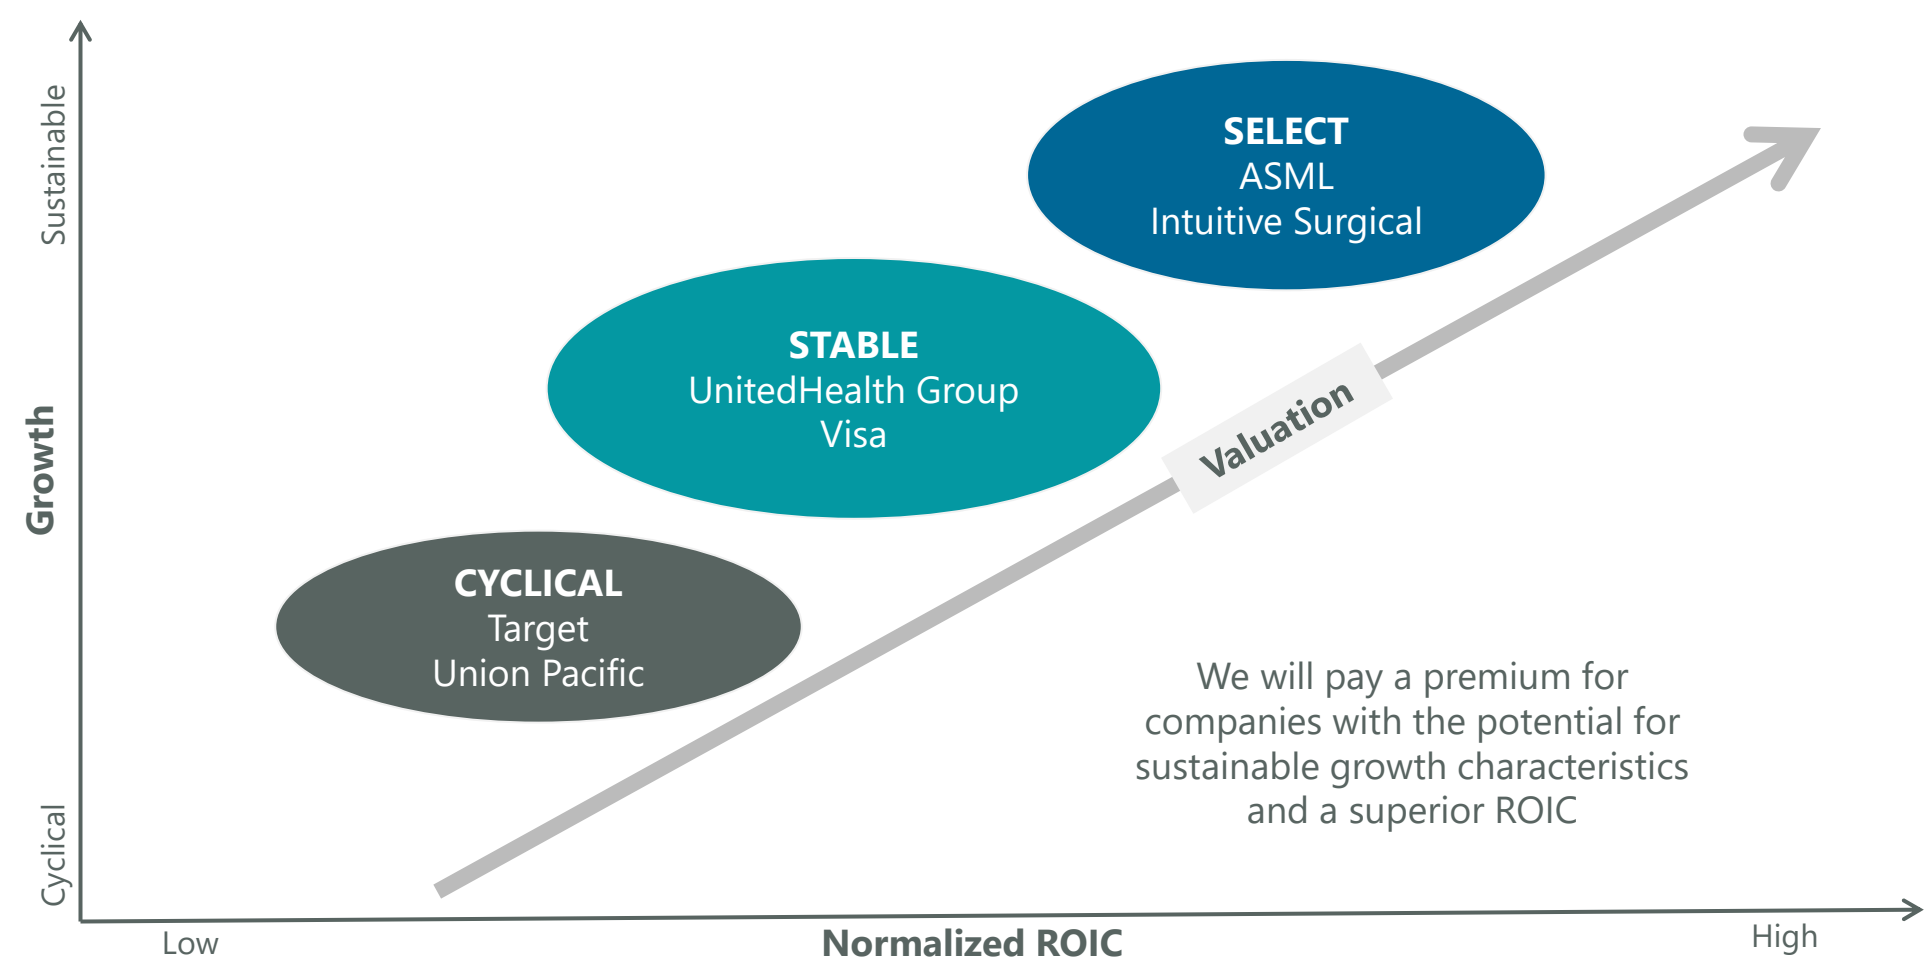 Sustainable
Growth
Cyclical
SELECT
ASML
Intuitive Surgical
STABLE
UnitedHealth Group
Visa
Valuation
CYCLICAL
Target
Union Pacific
We will pay a premium for
companies with the potential for
sustainable growth characteristics
and a superior ROIC
Low
Normalized ROIC
High